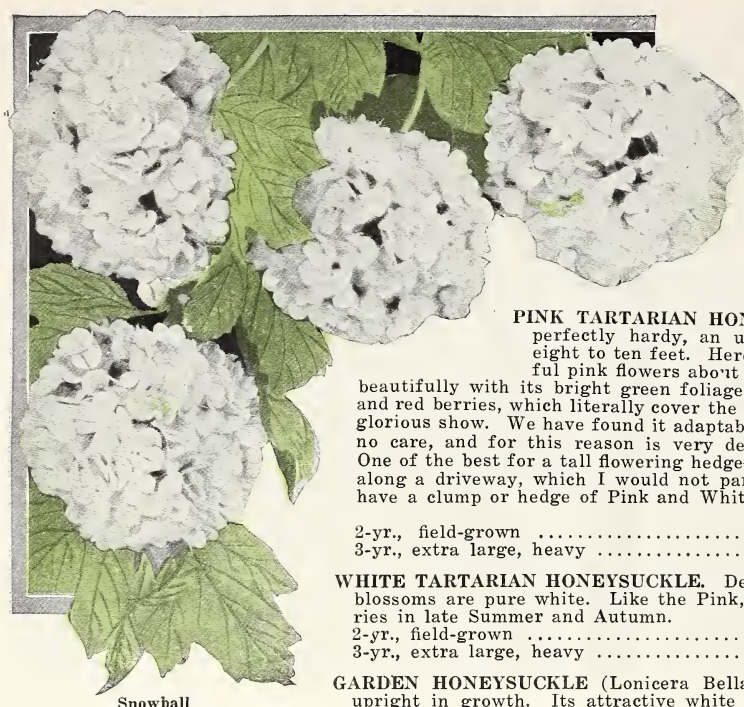 PINK TARTARIAN HON
perfectly hardy, an u
eight to ten feet. Her
ful pink flowers about
beautifully with its bright green foliage
and red berries, which literally cover the
glorious show. We have found it adaptab
no care, and for this reason is very de
One of the best for a tall flowering hedge
along a driveway, which I would not par
have a clump or hedge of Pink and Whit
2-yr., field-grown ......................
3-yr., extra large, heavy ................
WHITE TARTARIAN HONEYSUCKLE. De
blossoms are pure white. Like the Pink,
ries in late Summer and Autumn.
2-yr., field-grown ......................
3-yr., extra large, heavy ................
GARDEN HONEYSUCKLE (Lonicera Bella
upright in growth. Its attractive white
Snowball